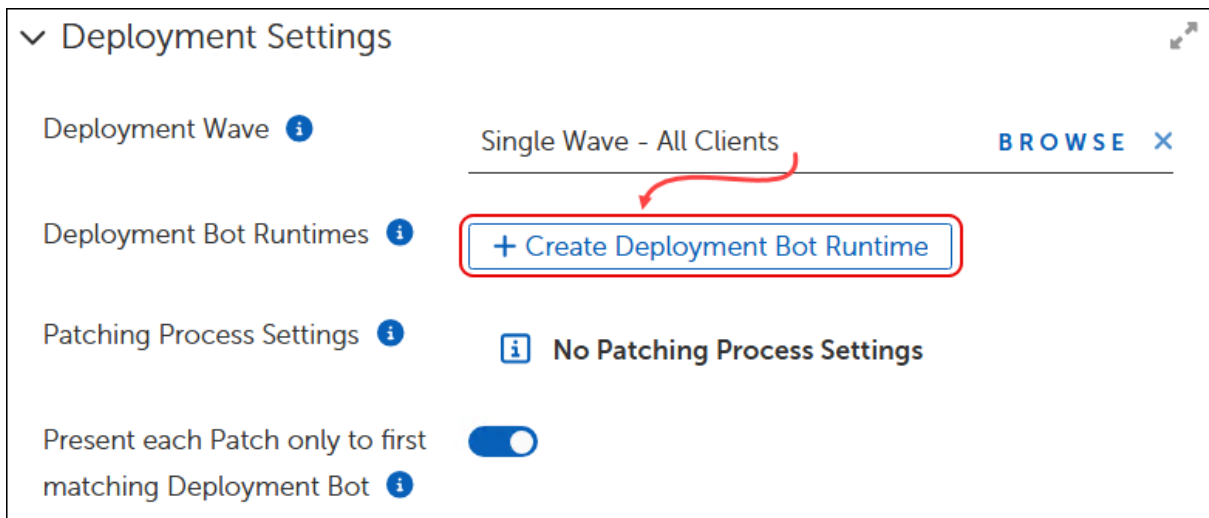 Deployment Settings
Deployment Wave
Single Wave - All Clients BROWSE
Deployment Bot Runtimes
+ Create Deployment Bot Runtime
Patching Process Settings
No Patching Process Settings
Present each Patch only to first
matching Deployment Bot